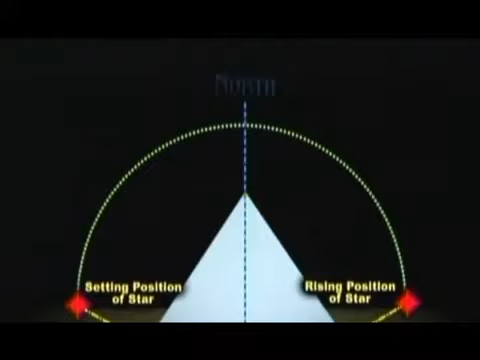 North
Setting Position
of Star
Rising Position
of Star